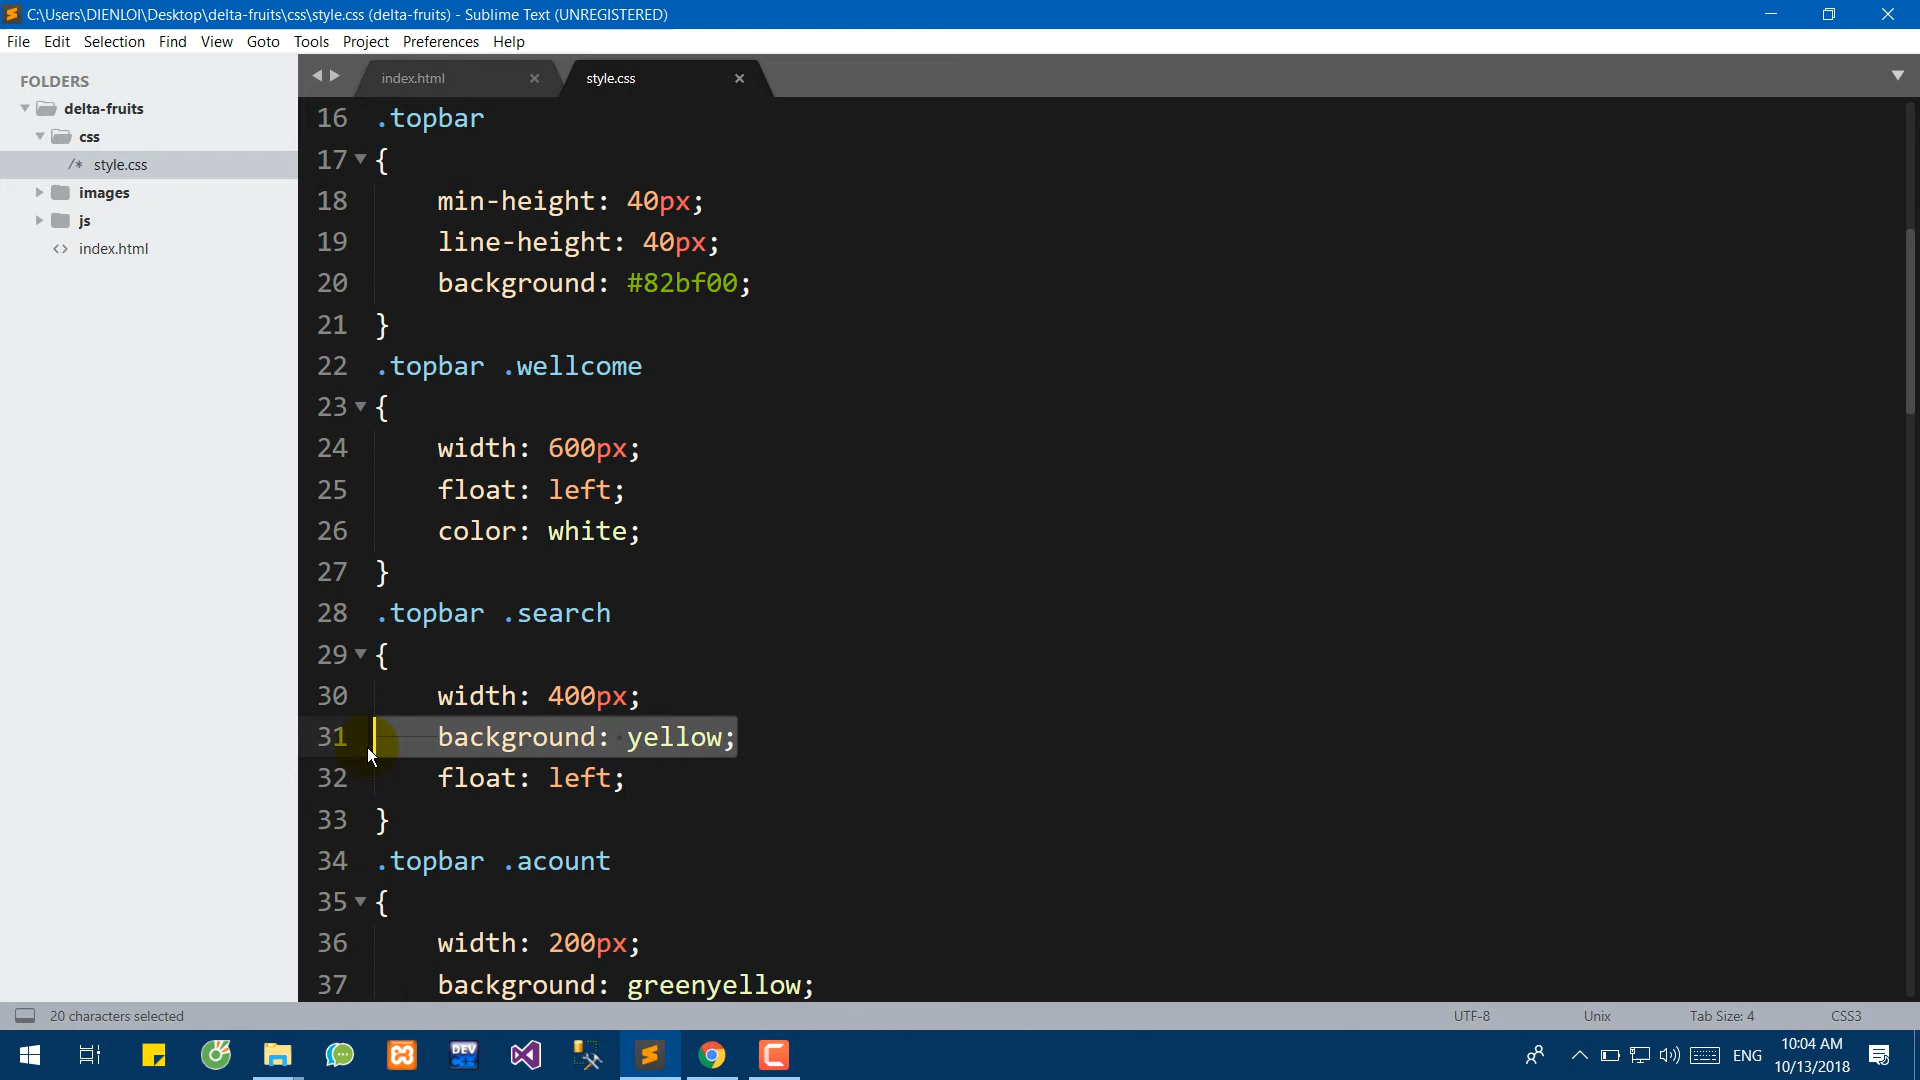 C:\Users\DIENLOI\Desktop\delta-fruits\css\style.css (delta-fruits) - Sublime Text (UNREGISTERED)
File Edit Selection Find View Goto Tools Project Preferences Help
FOLDERS
delta-fruits
css
/* style.css
images
js
<> index.html
index.html
style.css
16 .topbar
17 {
18 min-height: 40px;
19 line-height: 40px;
20 background: #82bf00;
21 }
22 .topbar .wellcome
23 {
24 width: 600px;
25 float: left;
26 color: white;
27 }
28 .topbar .search
29 {
30 width: 400px;
31 background: yellow;
32 float: left;
33 }
34 .topbar .acount
35 {
36 width: 200px;
37 background: greenyellow;
20 characters selected
UTF-8 Unix Tab Size: 4 CSS3
DEV
ENG
10:04 AM
10/13/2018